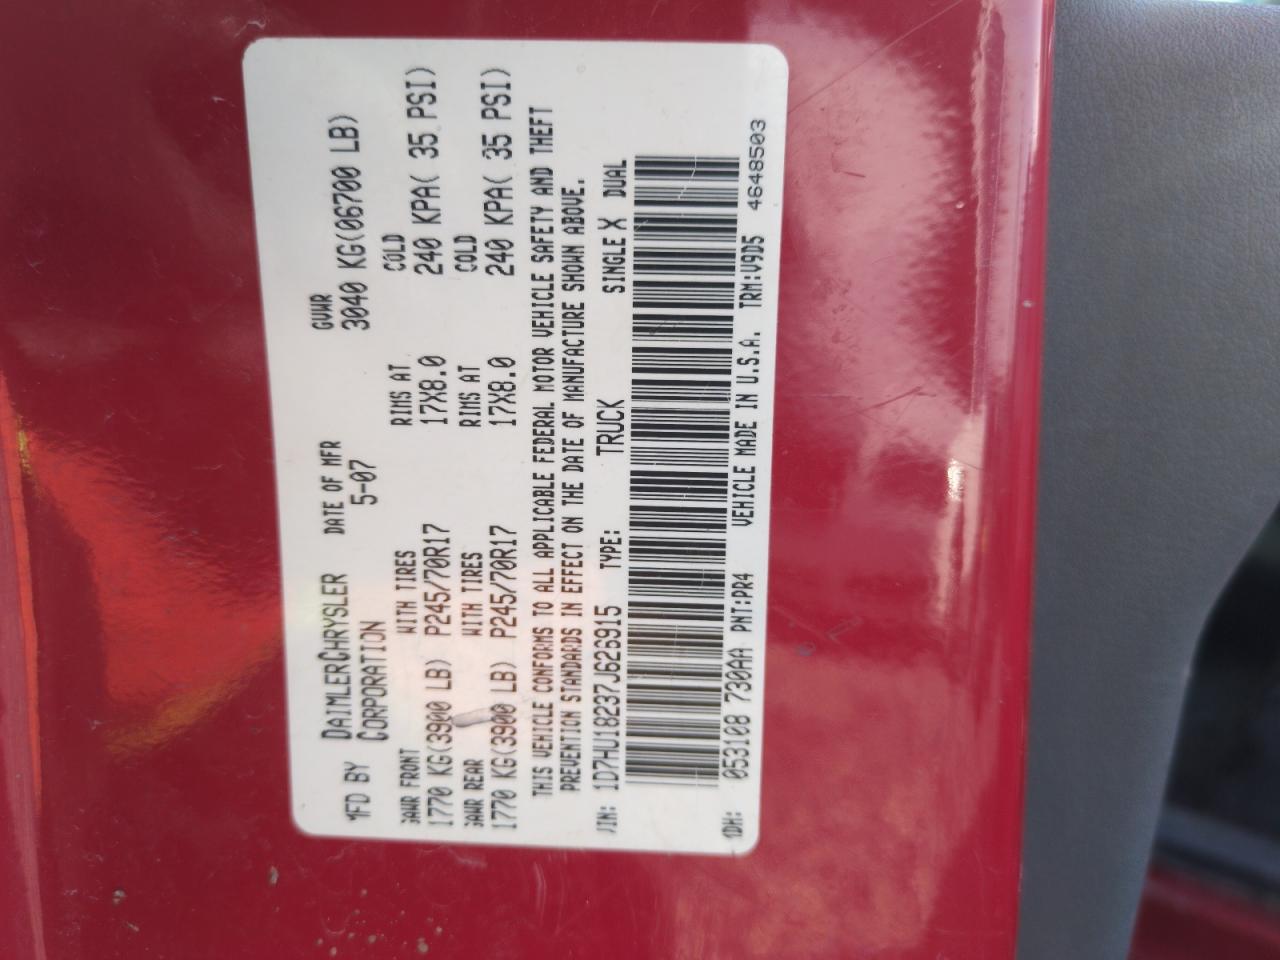 MFD BY DAIMLERCHRYSLER CORPORATION DATE OF MFR 5-07 GVWR 3040 KG(06700 LB)
GAWR FRONT WITH TIRES RIMS AT COLD
1770 KG(3900 LB) P245/70R17 17X8.0 240 KPA( 35 PSI)
GAWR REAR WITH TIRES RIMS AT COLD
1770 KG(3900 LB) P245/70R17 17X8.0 240 KPA( 35 PSI)
THIS VEHICLE CONFORMS TO ALL APPLICABLE FEDERAL MOTOR VEHICLE SAFETY AND THEFT
PREVENTION STANDARDS IN EFFECT ON THE DATE OF MANUFACTURE SHOWN ABOVE.
VIN: 1D7HU18237J626915 TYPE: TRUCK SINGLE X DUAL
MDH: 053108 730AA PNT:PR4 VEHICLE MADE IN U.S.A. TRM:V9D5 4648503